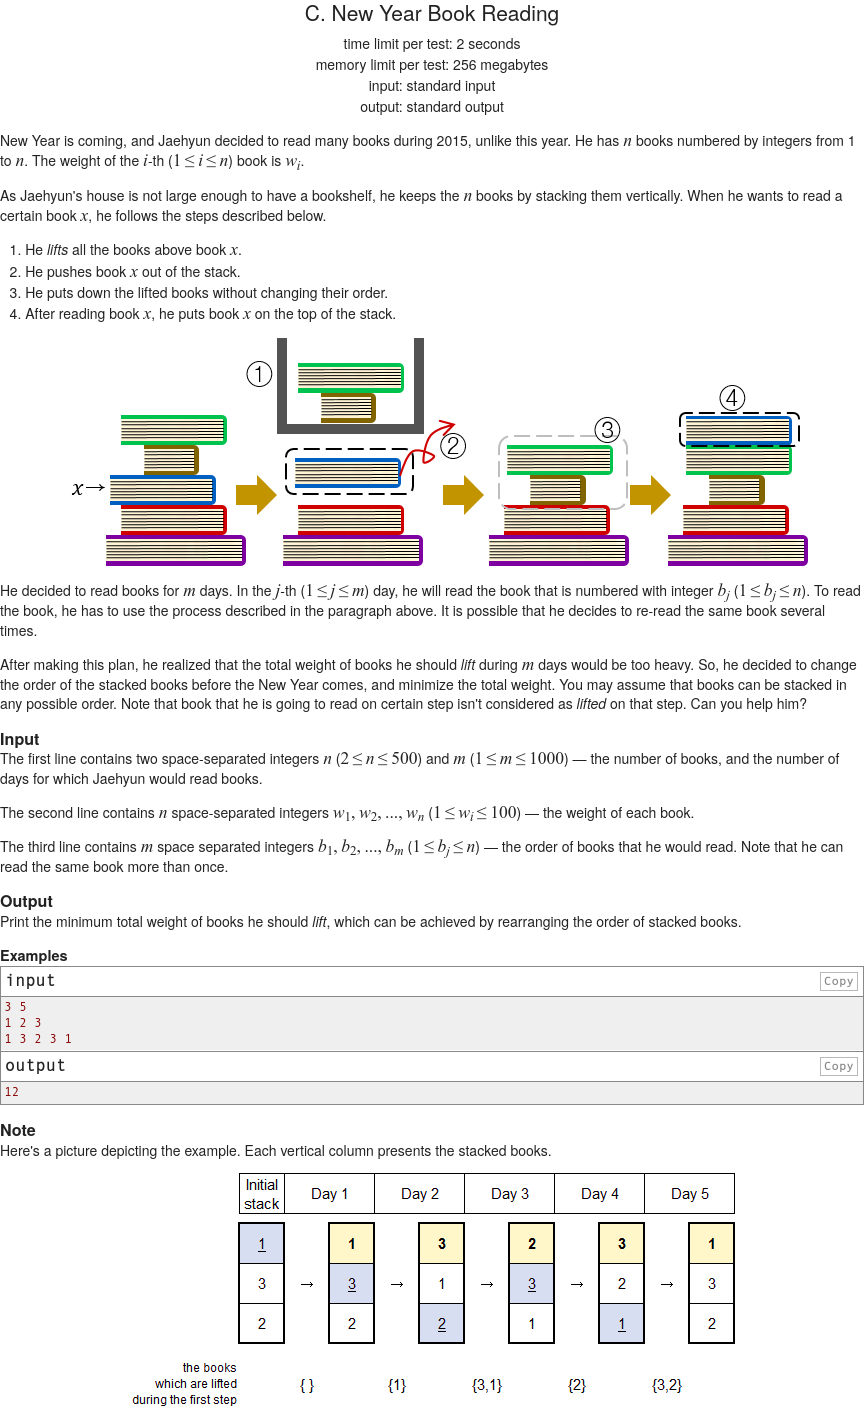 C. New Year Book Reading
time limit per test: 2 seconds
memory limit per test: 256 megabytes
input: standard input
output: standard output
New Year is coming, and Jaehyun decided to read many books during 2015, unlike this year. He has n books numbered by integers from 1
to n. The weight of the i-th (1 ≤ i ≤ n) book is w_i.
As Jaehyun's house is not large enough to have a bookshelf, he keeps the n books by stacking them vertically. When he wants to read a
certain book x, he follows the steps described below.
1. He lifts all the books above book x.
2. He pushes book x out of the stack.
3. He puts down the lifted books without changing their order.
4. After reading book x, he puts book x on the top of the stack.
① ② ③ ④
x→
He decided to read books for m days. In the j-th (1 ≤ j ≤ m) day, he will read the book that is numbered with integer b_j (1 ≤ b_j ≤ n). To read
the book, he has to use the process described in the paragraph above. It is possible that he decides to re-read the same book several
times.
After making this plan, he realized that the total weight of books he should lift during m days would be too heavy. So, he decided to change
the order of the stacked books before the New Year comes, and minimize the total weight. You may assume that books can be stacked in
any possible order. Note that book that he is going to read on certain step isn't considered as lifted on that step. Can you help him?
Input
The first line contains two space-separated integers n (2 ≤ n ≤ 500) and m (1 ≤ m ≤ 1000) — the number of books, and the number of
days for which Jaehyun would read books.
The second line contains n space-separated integers w_1, w_2, ..., w_n (1 ≤ w_i ≤ 100) — the weight of each book.
The third line contains m space separated integers b_1, b_2, ..., b_m (1 ≤ b_j ≤ n) — the order of books that he would read. Note that he can
read the same book more than once.
Output
Print the minimum total weight of books he should lift, which can be achieved by rearranging the order of stacked books.
Examples
input Copy
3 5
1 2 3
1 3 2 3 1
output Copy
12
Note
Here's a picture depicting the example. Each vertical column presents the stacked books.
Initial
stack Day 1 Day 2 Day 3 Day 4 Day 5
1 1 3 2 3 1
3 → 3 → 1 → 3 → 2 → 3
2 2 2 1 1 2
the books
which are lifted
during the first step
{ } {1} {3,1} {2} {3,2}